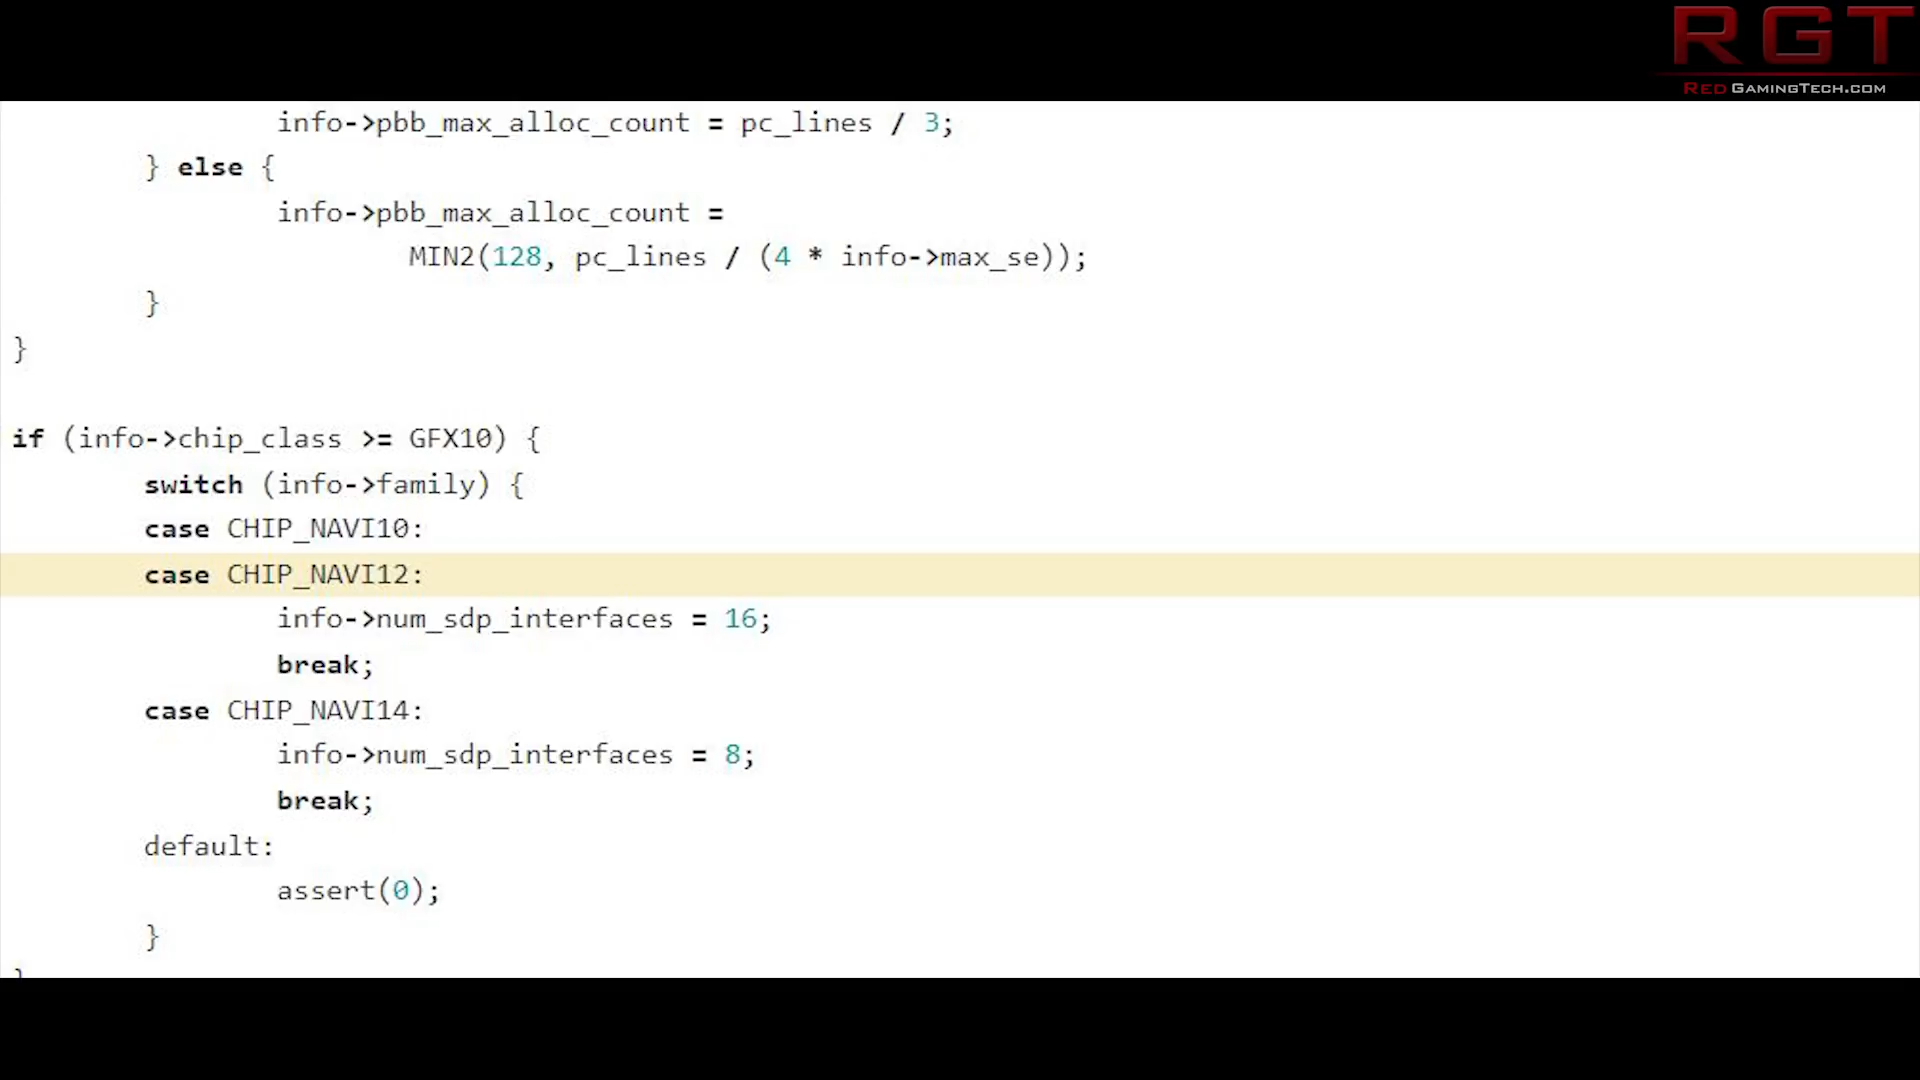 RGT
RED GAMINGTECH.COM
info->pbb_max_alloc_count = pc_lines / 3;
} else {
info->pbb_max_alloc_count =
MIN2(128, pc_lines / (4 * info->max_se));
}
}
if (info->chip_class >= GFX10) {
switch (info->family) {
case CHIP_NAVI10:
case CHIP_NAVI12:
info->num_sdp_interfaces = 16;
break;
case CHIP_NAVI14:
info->num_sdp_interfaces = 8;
break;
default:
assert(0);
}
}